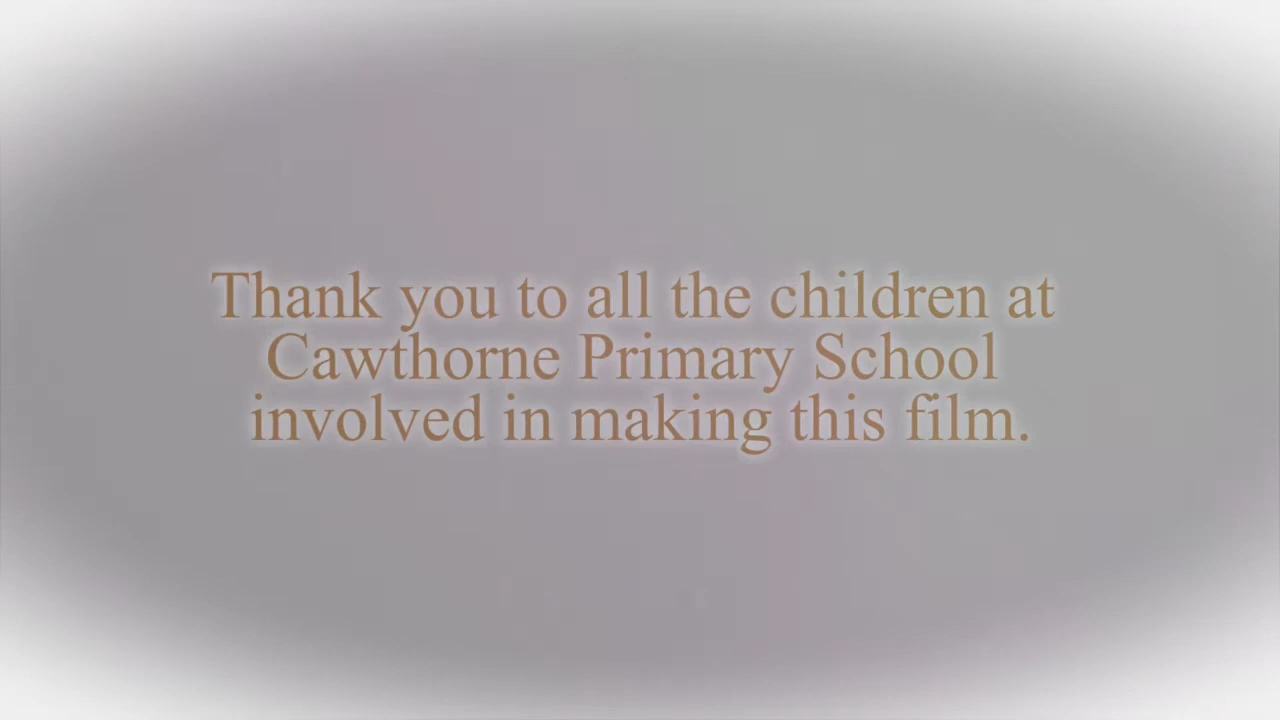 Thank you to all the children at
Cawthorne Primary School
involved in making this film.